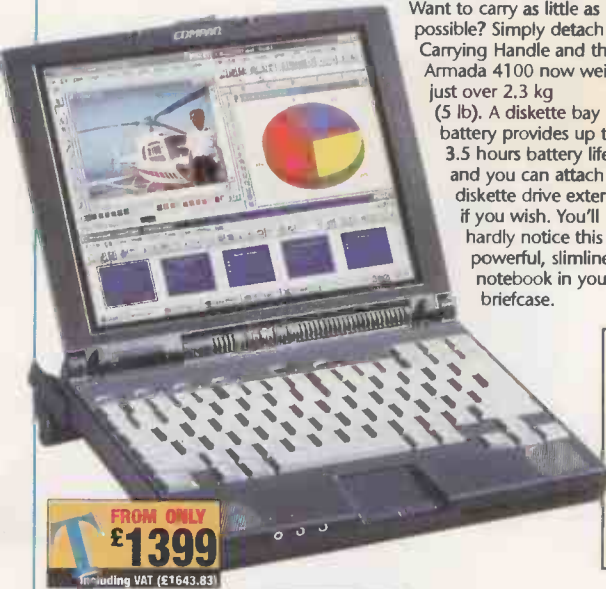 Want to carry as little as
possible? Simply detach
Carrying Handle and th
Armada 4100 now wei
just over 2.3 kg
(5 lb). A diskette bay
battery provides up t
3.5 hours battery life
and you can attach
diskette drive exter
if you wish. You'll
hardly notice this
powerful, slimline
notebook in you
briefcase.
COMPAQ
T
FROM ONLY
£1399
Including VAT (£1643.83)